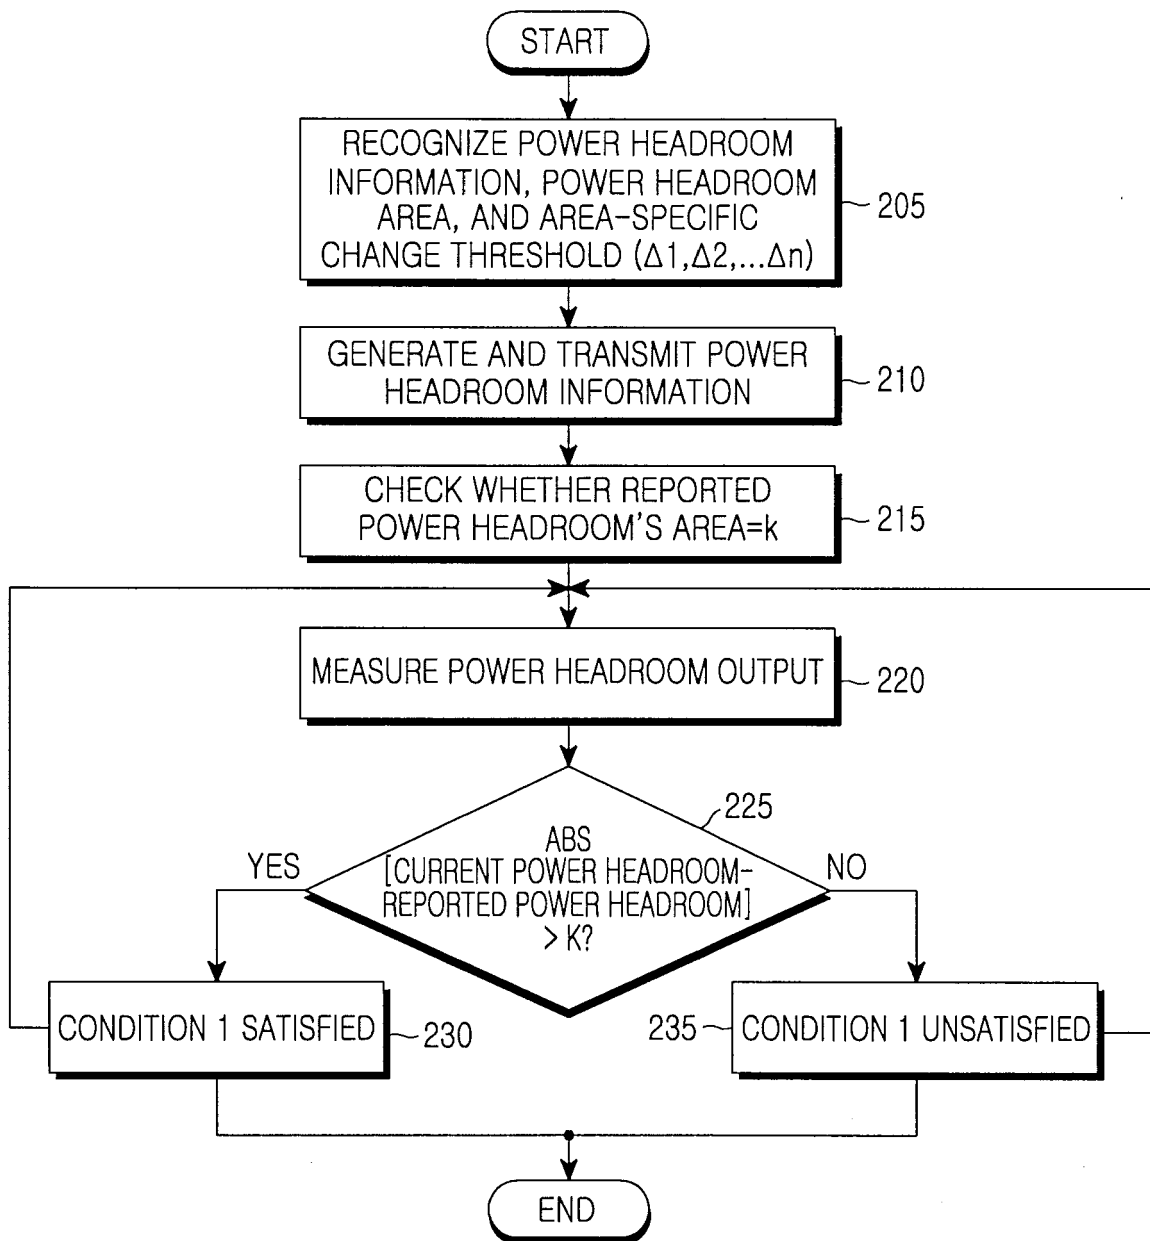 START
RECOGNIZE POWER HEADROOM
INFORMATION, POWER HEADROOM
AREA, AND AREA-SPECIFIC
CHANGE THRESHOLD (Δ1,Δ2,...Δn)
205
GENERATE AND TRANSMIT POWER
HEADROOM INFORMATION
210
CHECK WHETHER REPORTED
POWER HEADROOM'S AREA=k
215
MEASURE POWER HEADROOM OUTPUT
220
225
ABS
[CURRENT POWER HEADROOM-
REPORTED POWER HEADROOM]
> K?
YES
NO
CONDITION 1 SATISFIED
230
235
CONDITION 1 UNSATISFIED
END